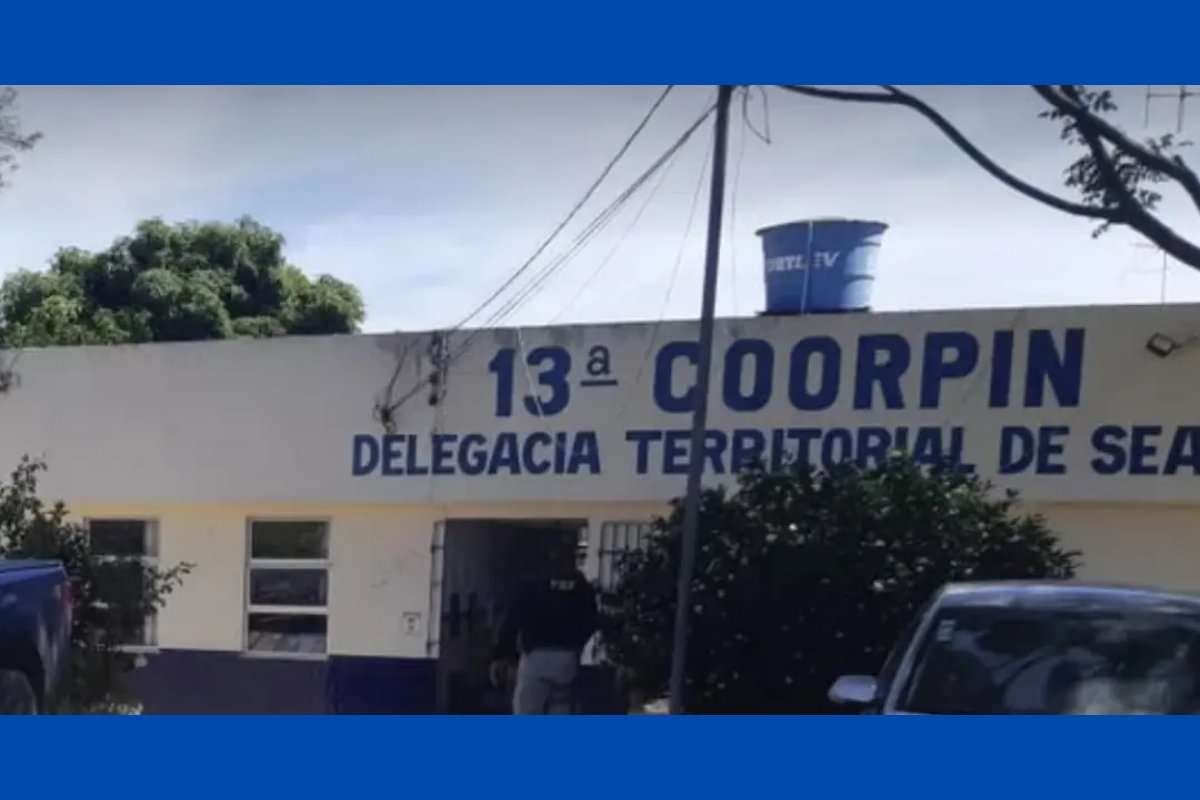 13ª COORPIN
DELEGACIA TERRITORIAL DE SEA